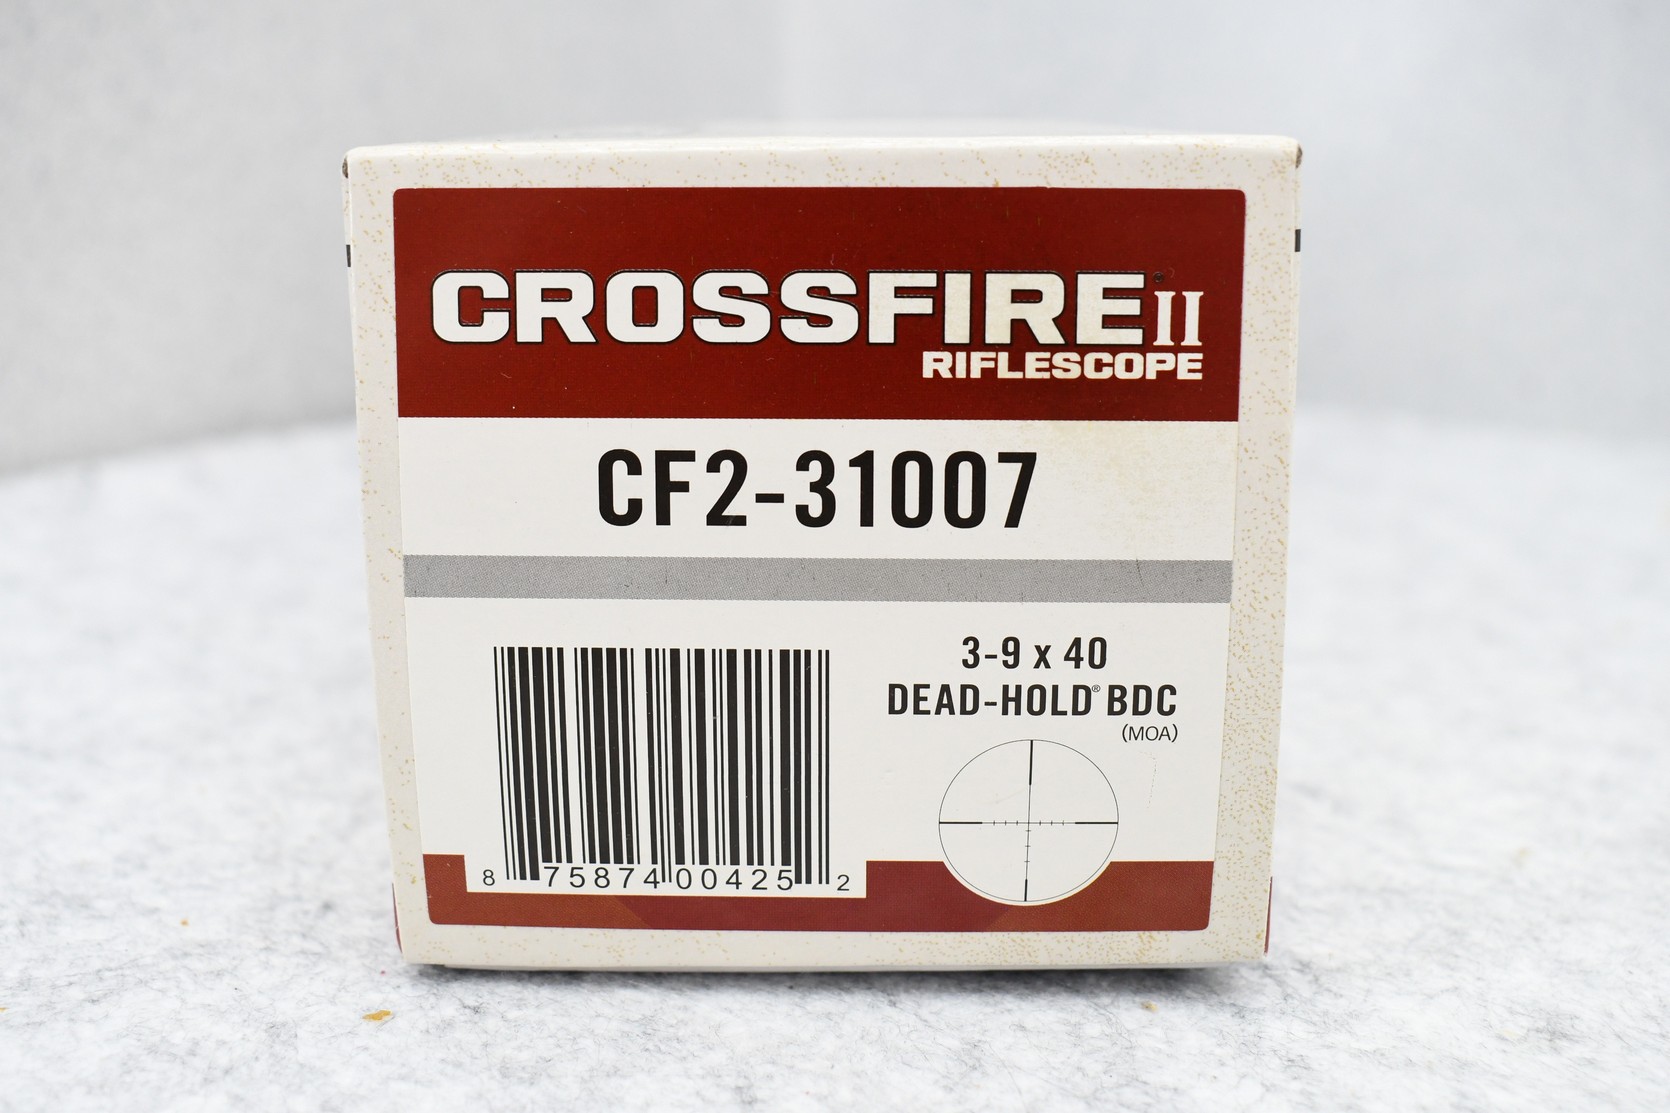 CROSSFIRE® II
RIFLESCOPE
CF2-31007
3-9 x 40
DEAD-HOLD® BDC
(MOA)
8 75874 00425 2